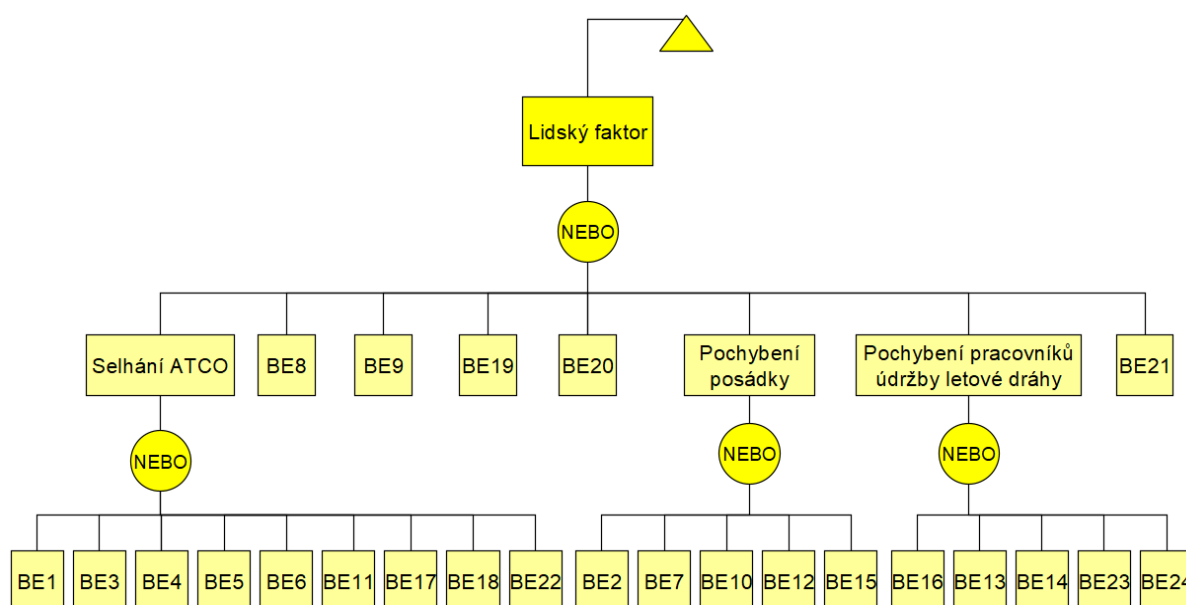 Lidský faktor
NEBO
Selhání ATCO
BE8
BE9
BE19
BE20
Pochybení
posádky
Pochybení pracovníků
údržby letové dráhy
BE21
NEBO
NEBO
NEBO
BE1
BE3
BE4
BE5
BE6
BE11
BE17
BE18
BE22
BE2
BE7
BE10
BE12
BE15
BE16
BE13
BE14
BE23
BE24